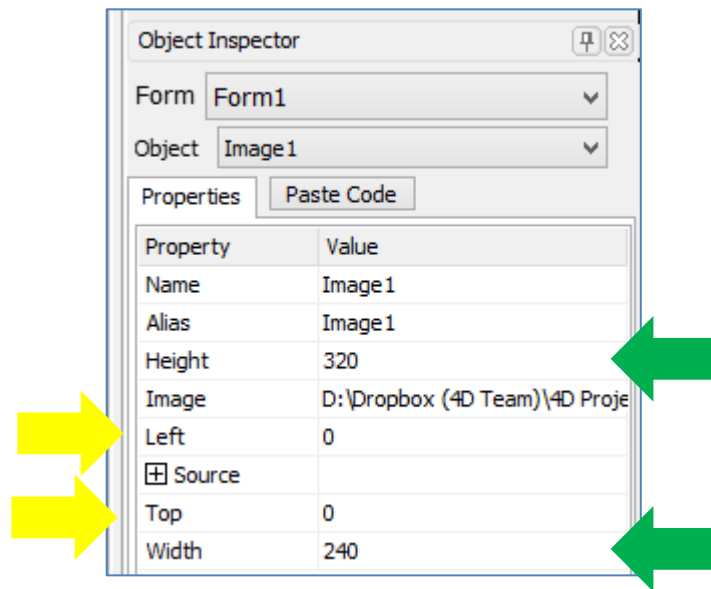 Object Inspector
Form Form1
Object Image1
Properties Paste Code
Property Value
Name Image1
Alias Image1
Height 320
Image D:\Dropbox (4D Team)\4D Proje
Left 0
Source
Top 0
Width 240